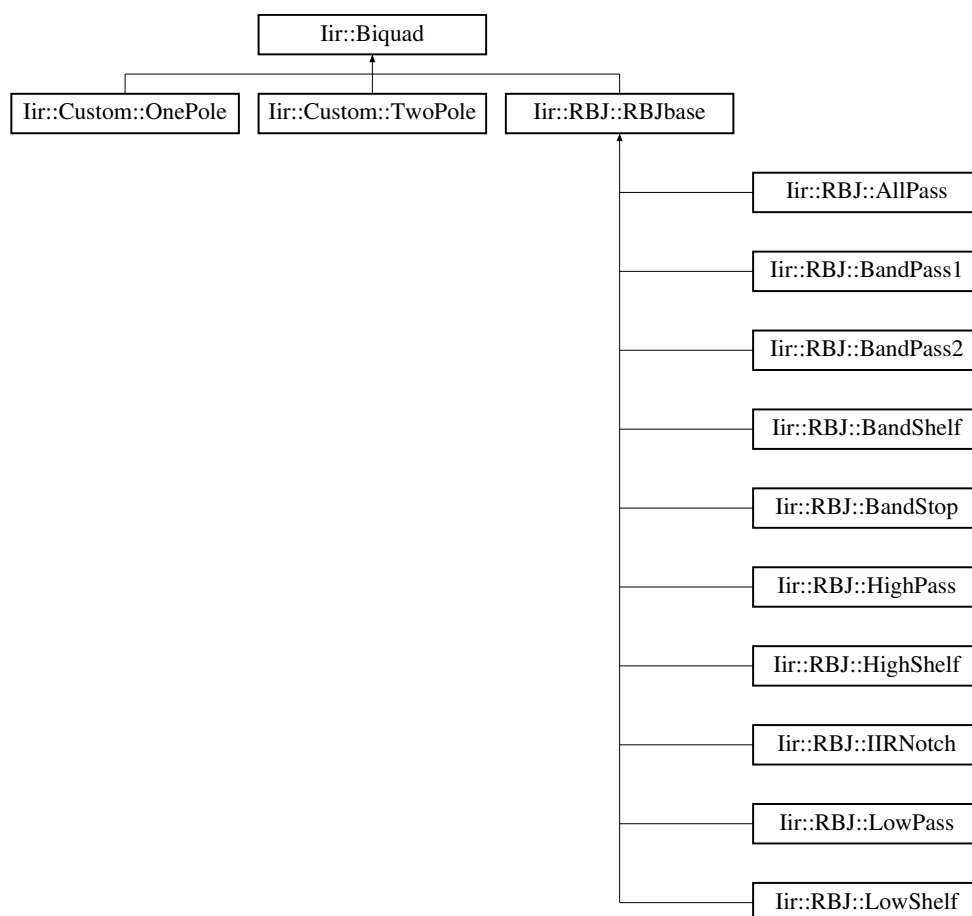 Iir::Biquad
Iir::Custom::OnePole
Iir::Custom::TwoPole
Iir::RBJ::RBJbase
Iir::RBJ::AllPass
Iir::RBJ::BandPass1
Iir::RBJ::BandPass2
Iir::RBJ::BandShelf
Iir::RBJ::BandStop
Iir::RBJ::HighPass
Iir::RBJ::HighShelf
Iir::RBJ::IIRNotch
Iir::RBJ::LowPass
Iir::RBJ::LowShelf